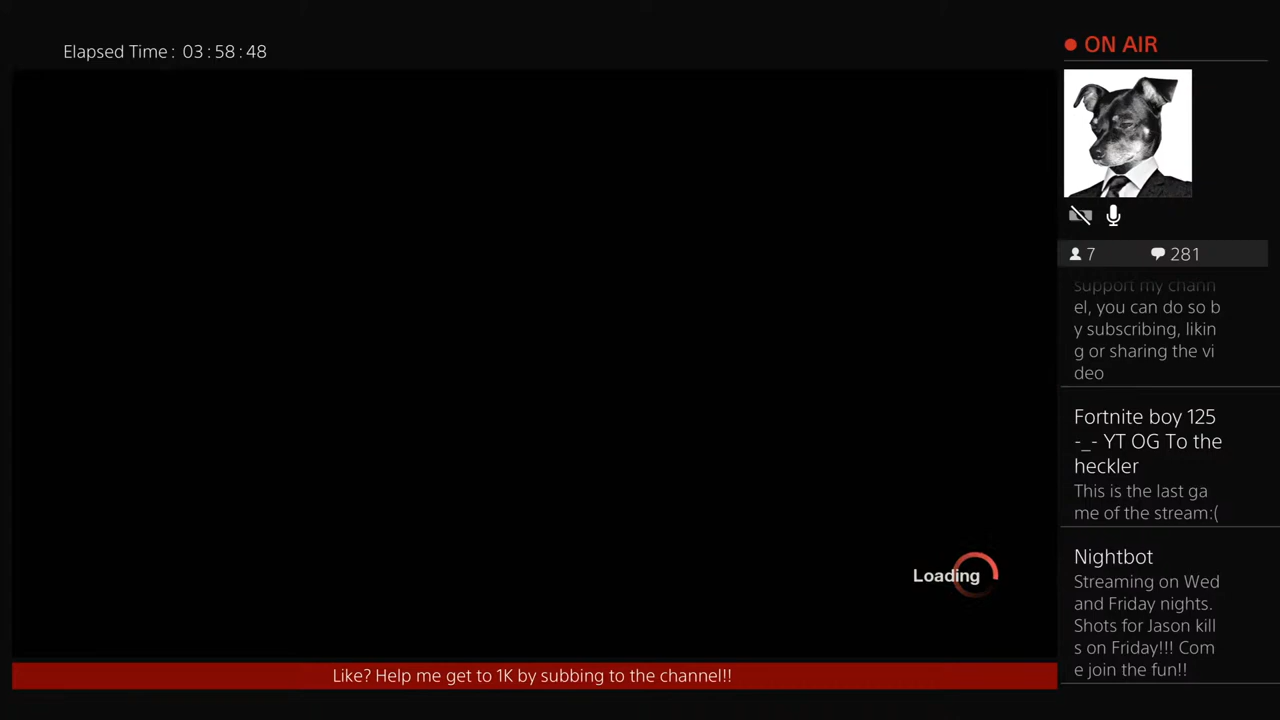 Elapsed Time : 03 : 58 : 48
ON AIR
7 281
support my chann
el, you can do so b
y subscribing, likin
g or sharing the vi
deo
Fortnite boy 125
-_- YT OG To the
heckler
This is the last ga
me of the stream:(
Nightbot
Streaming on Wed
and Friday nights.
Shots for Jason kill
s on Friday!!! Com
e join the fun!!
Loading
Like? Help me get to 1K by subbing to the channel!!